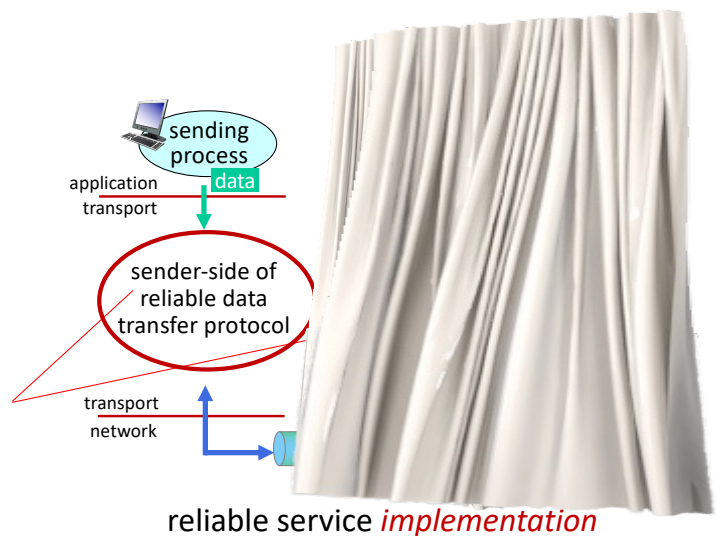 sending
process
data
application
transport
sender-side of
reliable data
transfer protocol
transport
network
reliable service implementation